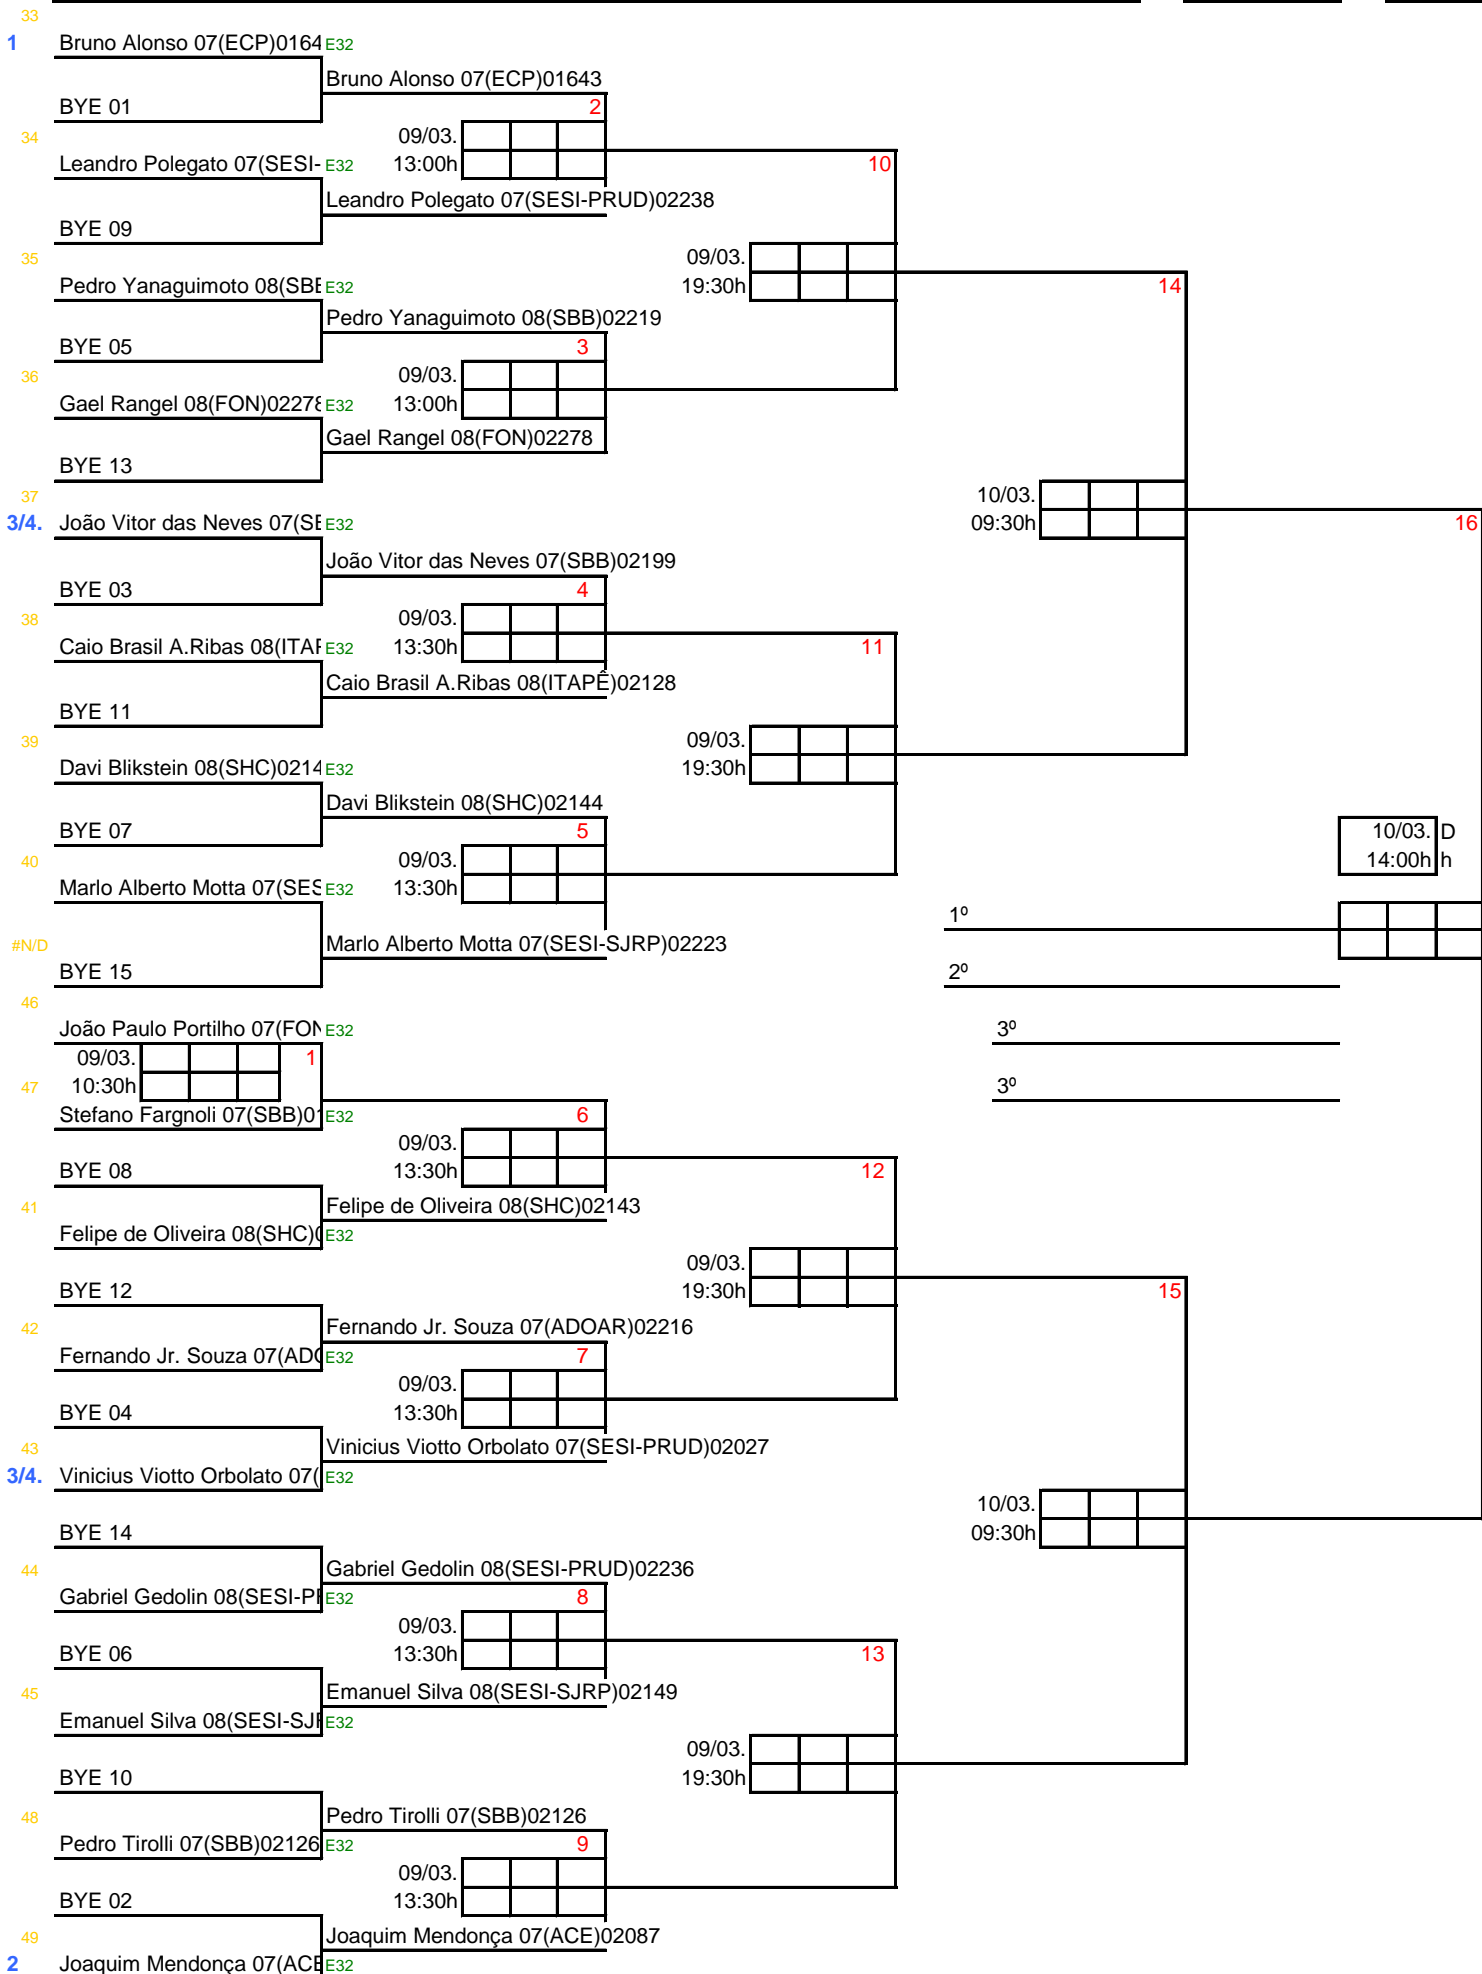 33
1 Bruno Alonso 07(ECP)0164 E32
Bruno Alonso 07(ECP)01643
BYE 01 2
34 09/03.
Leandro Polegato 07(SESI- E32 13:00h 10
Leandro Polegato 07(SESI-PRUD)02238
BYE 09
35 09/03.
Pedro Yanaguimoto 08(SBB E32 19:30h 14
Pedro Yanaguimoto 08(SBB)02219
BYE 05 3
36 09/03.
Gael Rangel 08(FON)02278 E32 13:00h
Gael Rangel 08(FON)02278
BYE 13
37 10/03.
3/4. João Vitor das Neves 07(SE E32 09:30h 16
João Vitor das Neves 07(SBB)02199
BYE 03 4
38 09/03.
Caio Brasil A.Ribas 08(ITAP E32 13:30h 11
Caio Brasil A.Ribas 08(ITAPÊ)02128
BYE 11
39 09/03.
Davi Blikstein 08(SHC)0214 E32 19:30h
Davi Blikstein 08(SHC)02144
BYE 07 5 10/03. D
40 09/03. 14:00h h
Marlo Alberto Motta 07(SES E32 13:30h
1º
#N/D Marlo Alberto Motta 07(SESI-SJRP)02223
BYE 15 2º
46
João Paulo Portilho 07(FON E32 3º
09/03. 1
47 10:30h 3º
Stefano Fargnoli 07(SBB)01 E32 6
09/03.
BYE 08 13:30h 12
41 Felipe de Oliveira 08(SHC)02143
Felipe de Oliveira 08(SHC)0 E32
09/03.
BYE 12 19:30h 15
42 Fernando Jr. Souza 07(ADOAR)02216
Fernando Jr. Souza 07(ADO E32 7
09/03.
BYE 04 13:30h
43 Vinicius Viotto Orbolato 07(SESI-PRUD)02027
3/4. Vinicius Viotto Orbolato 07( E32
10/03.
BYE 14 09:30h
44 Gabriel Gedolin 08(SESI-PRUD)02236
Gabriel Gedolin 08(SESI-PR E32 8
09/03.
BYE 06 13:30h 13
45 Emanuel Silva 08(SESI-SJRP)02149
Emanuel Silva 08(SESI-SJR E32
09/03.
BYE 10 19:30h
48 Pedro Tirolli 07(SBB)02126
Pedro Tirolli 07(SBB)02126 E32 9
09/03.
BYE 02 13:30h
49 Joaquim Mendonça 07(ACE)02087
2 Joaquim Mendonça 07(ACE E32